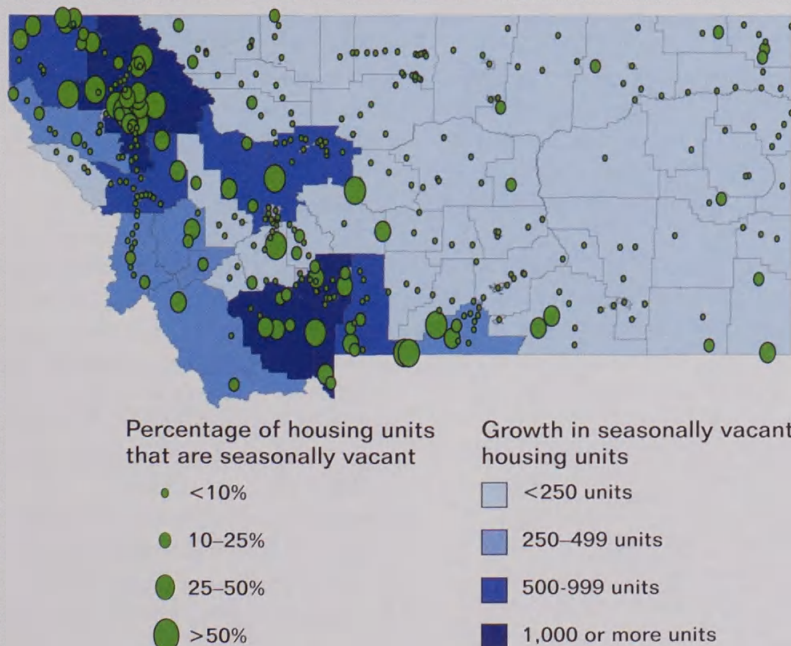 Percentage of housing units
that are seasonally vacant
<10%
10–25%
25–50%
>50%
Growth in seasonally vacant
housing units
<250 units
250–499 units
500-999 units
1,000 or more units